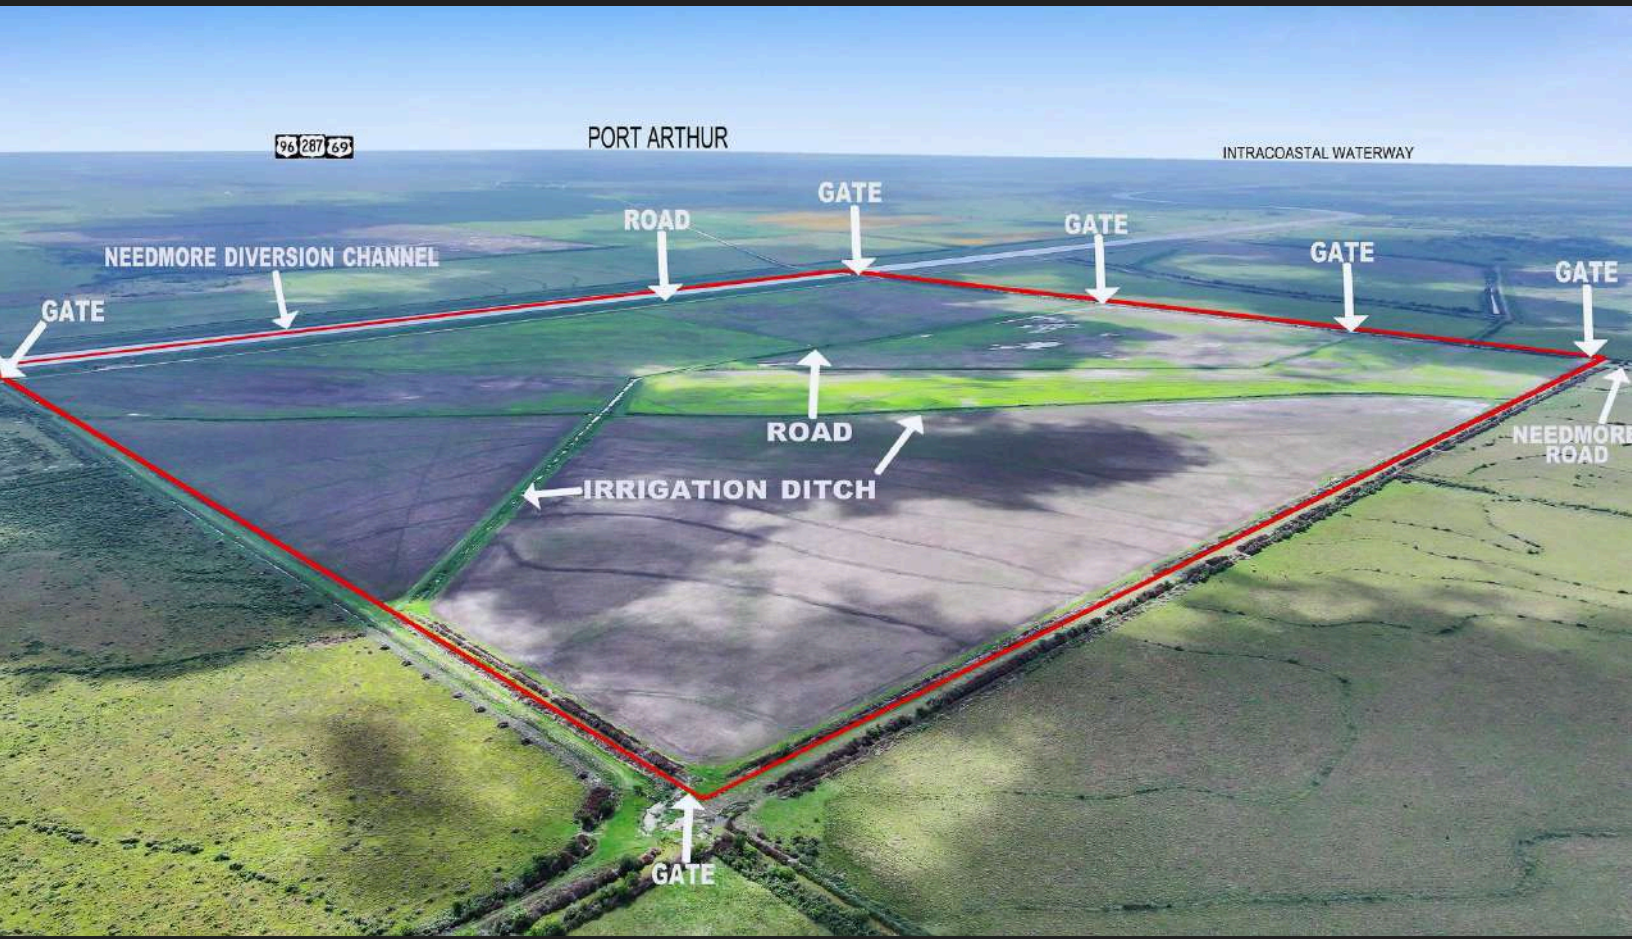 96 287 69
PORT ARTHUR
INTRACOASTAL WATERWAY
GATE
ROAD
GATE
GATE
NEEDMORE DIVERSION CHANNEL
GATE
GATE
ROAD
NEEDMORE
ROAD
IRRIGATION DITCH
GATE